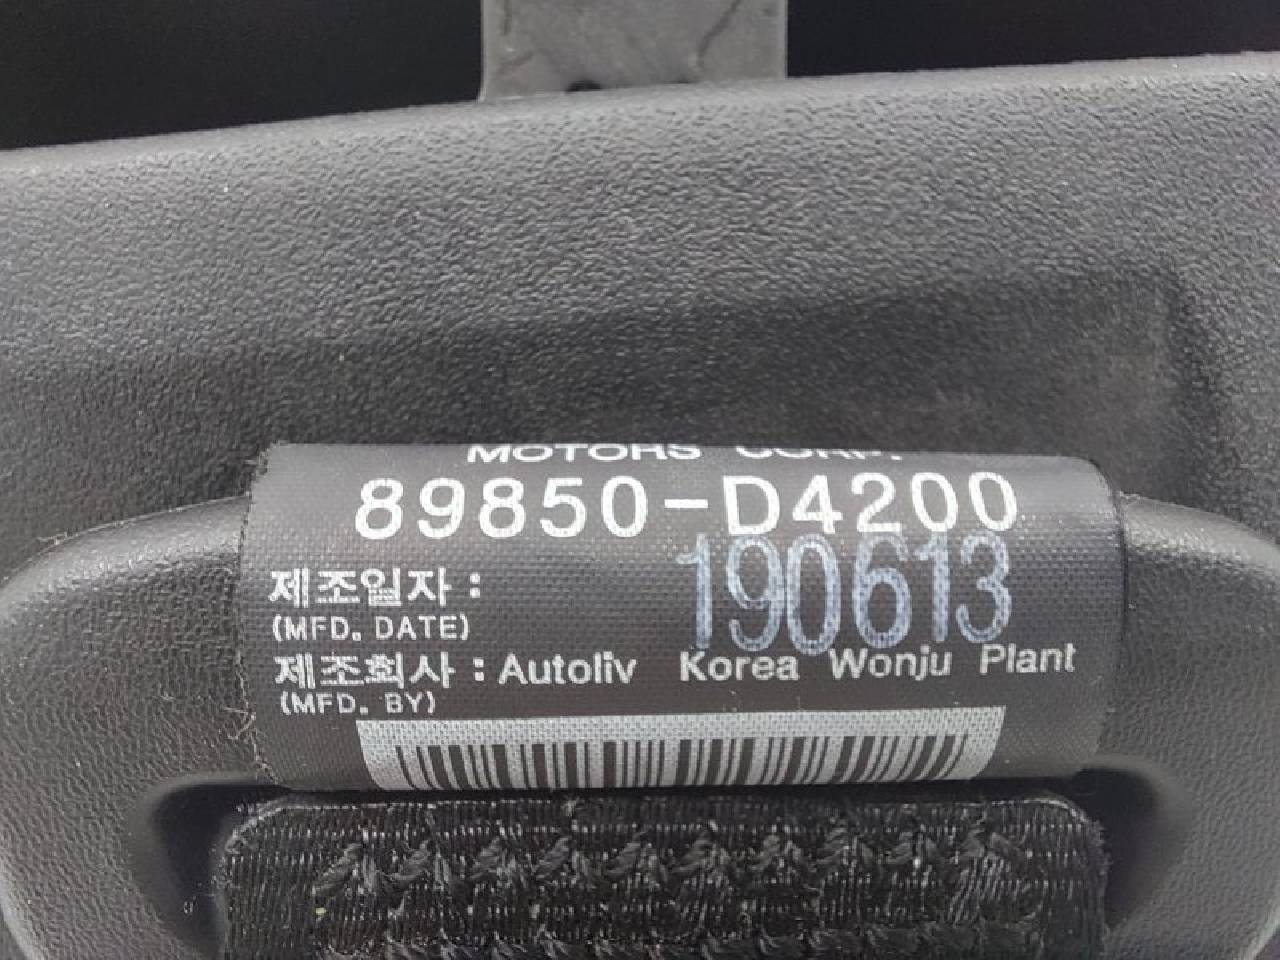 MOTORS CORP.
89850-D4200
제조일자 : 190613
(MFD. DATE)
제조회사 : Autoliv Korea Wonju Plant
(MFD. BY)